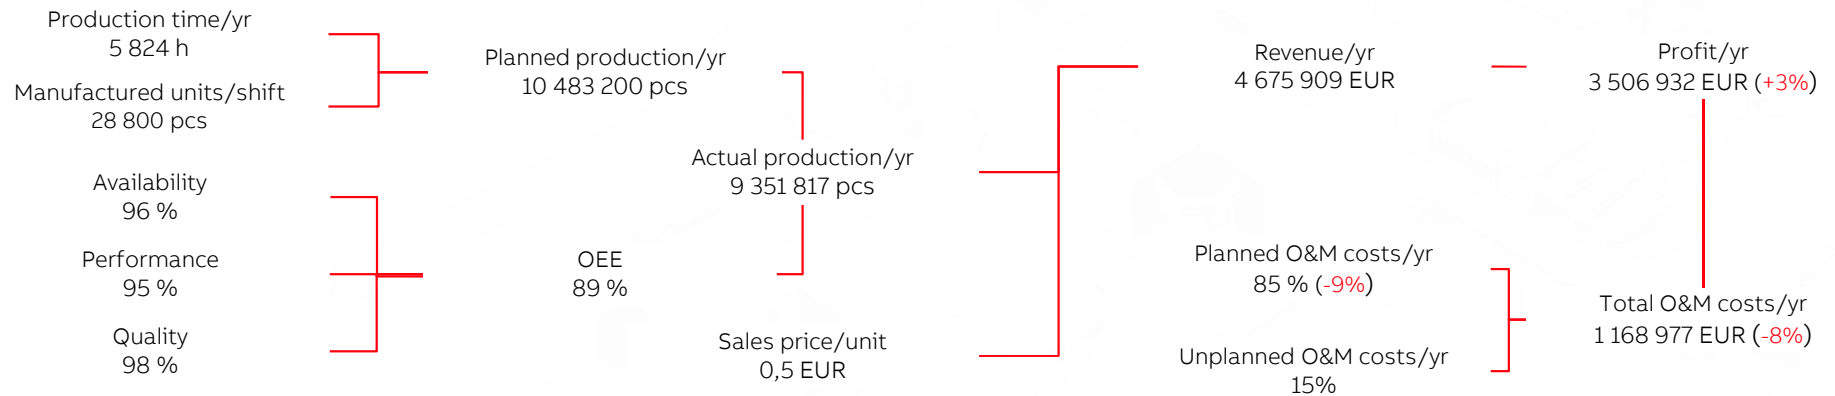 Production time/yr
5 824 h
Manufactured units/shift
28 800 pcs
Availability
96 %
Performance
95 %
Quality
98 %
Planned production/yr
10 483 200 pcs
OEE
89 %
Actual production/yr
9 351 817 pcs
Sales price/unit
0,5 EUR
Revenue/yr
4 675 909 EUR
Planned O&M costs/yr
85 % (-9%)
Unplanned O&M costs/yr
15%
Profit/yr
3 506 932 EUR (+3%)
Total O&M costs/yr
1 168 977 EUR (-8%)